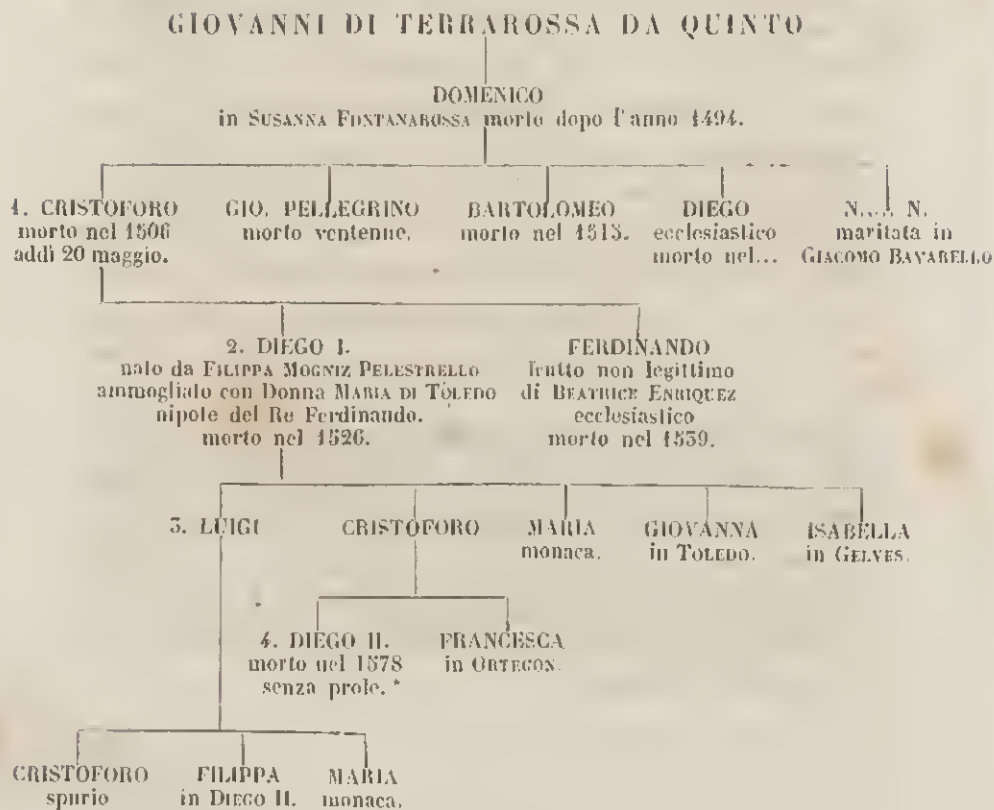 GIOVANNI DI TERRAROSSA DA QUINTO
DOMENICO
in SUSANNA FONTANAROSSA morto dopo l'anno 1494.
1. CRISTOFORO
morto nel 1506
addì 20 maggio.
GIO. PELLEGRINO
morto ventenne.
BARTOLOMEO
morto nel 1515.
DIEGO
ecclesiastico
morto nel...
N.... N.
maritata in
GIACOMO BAVARELLO
2. DIEGO I.
nato da FILIPPA MOGNIZ PELESTRELLO
ammogliato con Donna MARIA DI TOLEDO
nipote del Re Ferdinando.
morto nel 1526.
FERDINANDO
frutto non legittimo
di BEATRICE ENRIQUEZ
ecclesiastico
morto nel 1539.
3. LUIGI
CRISTOFORO
MARIA
monaca.
GIOVANNA
in TOLEDO.
ISABELLA
in GELVES.
4. DIEGO II.
morto nel 1578
senza prole. *
FRANCESCA
in ORTEGON.
CRISTOFORO
spurio
FILIPPA
in DIEGO II.
MARIA
monaca.